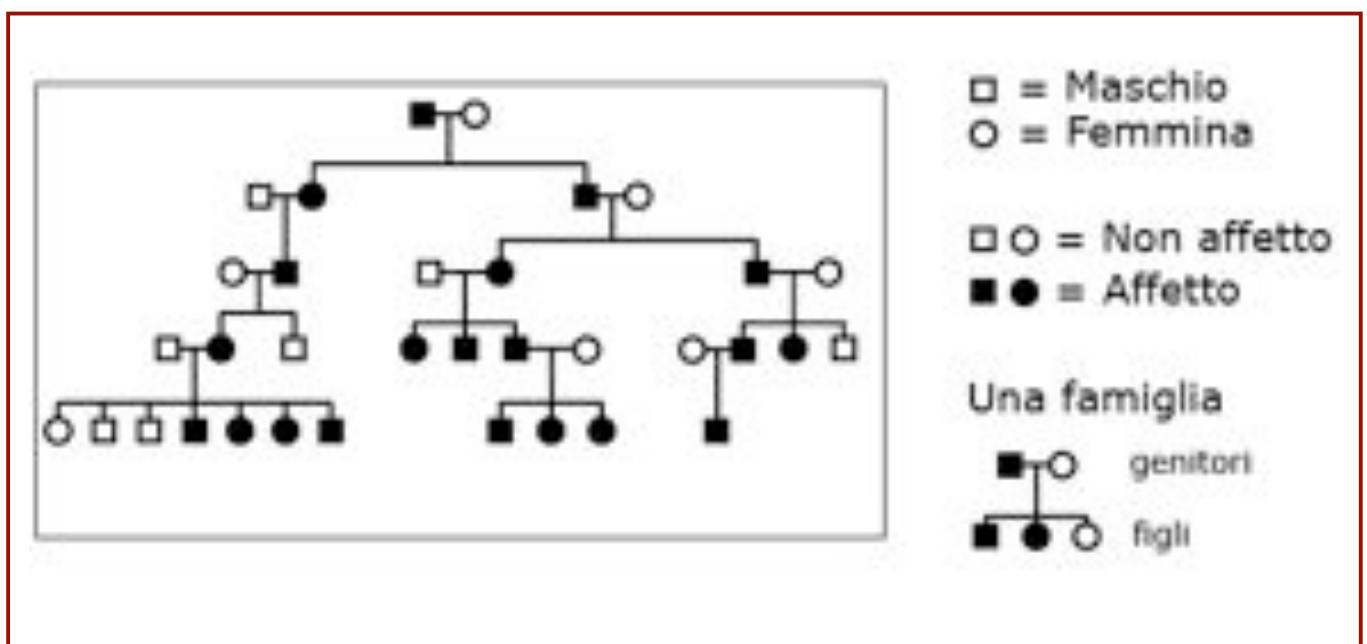 = Maschio
= Femmina
= Non affetto
= Affetto
Una famiglia
genitori
figli